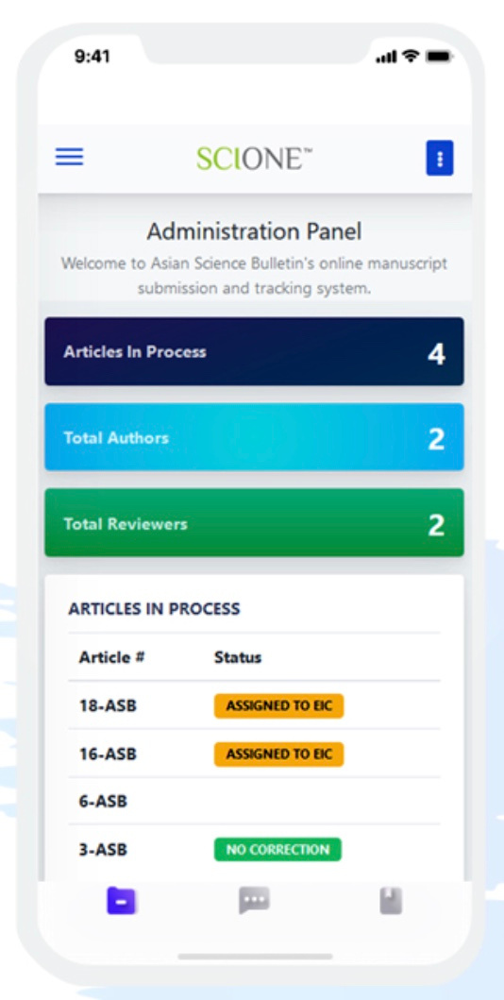 9:41
SCIONE™
Administration Panel
Welcome to Asian Science Bulletin's online manuscript
submission and tracking system.
Articles In Process 4
Total Authors 2
Total Reviewers 2
ARTICLES IN PROCESS
Article # Status
18-ASB ASSIGNED TO EIC
16-ASB ASSIGNED TO EIC
6-ASB
3-ASB NO CORRECTION